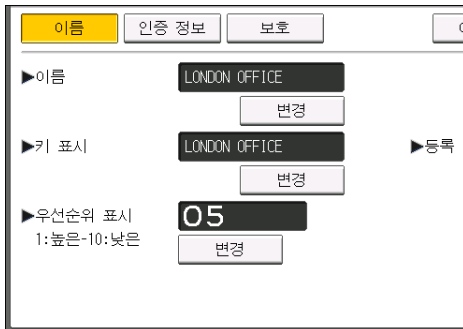 이름 인증 정보 보호
▶이름 LONDON OFFICE
변경
▶키 표시 LONDON OFFICE ▶등록
변경
▶우선순위 표시 05
1:높은-10:낮은 변경